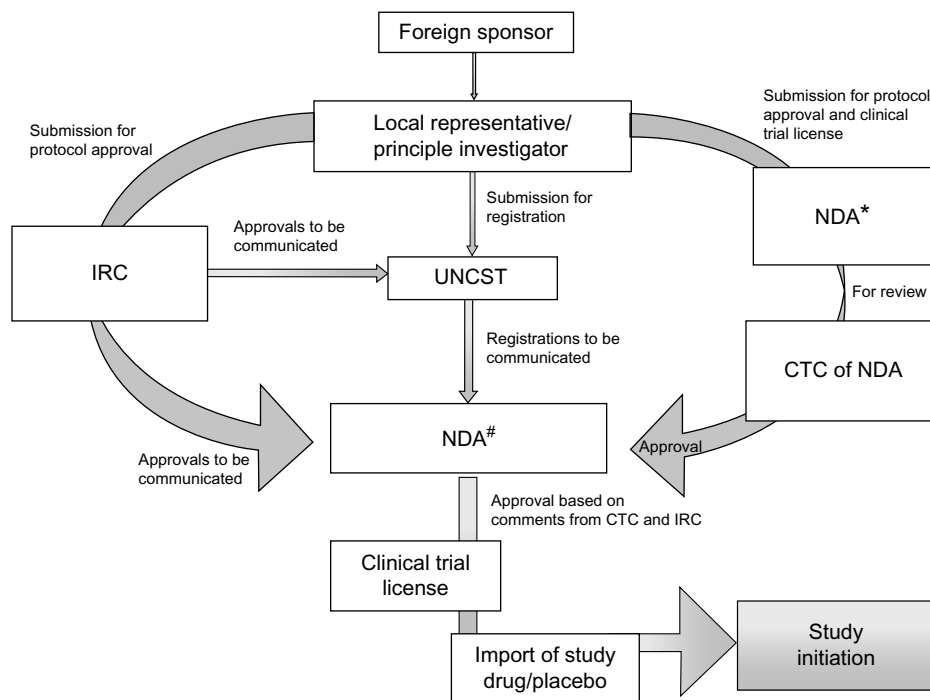 Foreign sponsor
Local representative/
principle investigator
Submission for
protocol approval
Submission for protocol
approval and clinical
trial license
Submission for
registration
NDA*
IRC
Approvals to be
communicated
UNCST
For review
Registrations to be
communicated
CTC of NDA
NDA#
Approval
Approvals to be
communicated
Approval based on
comments from CTC and IRC
Clinical trial
license
Import of study
drug/placebo
Study
initiation